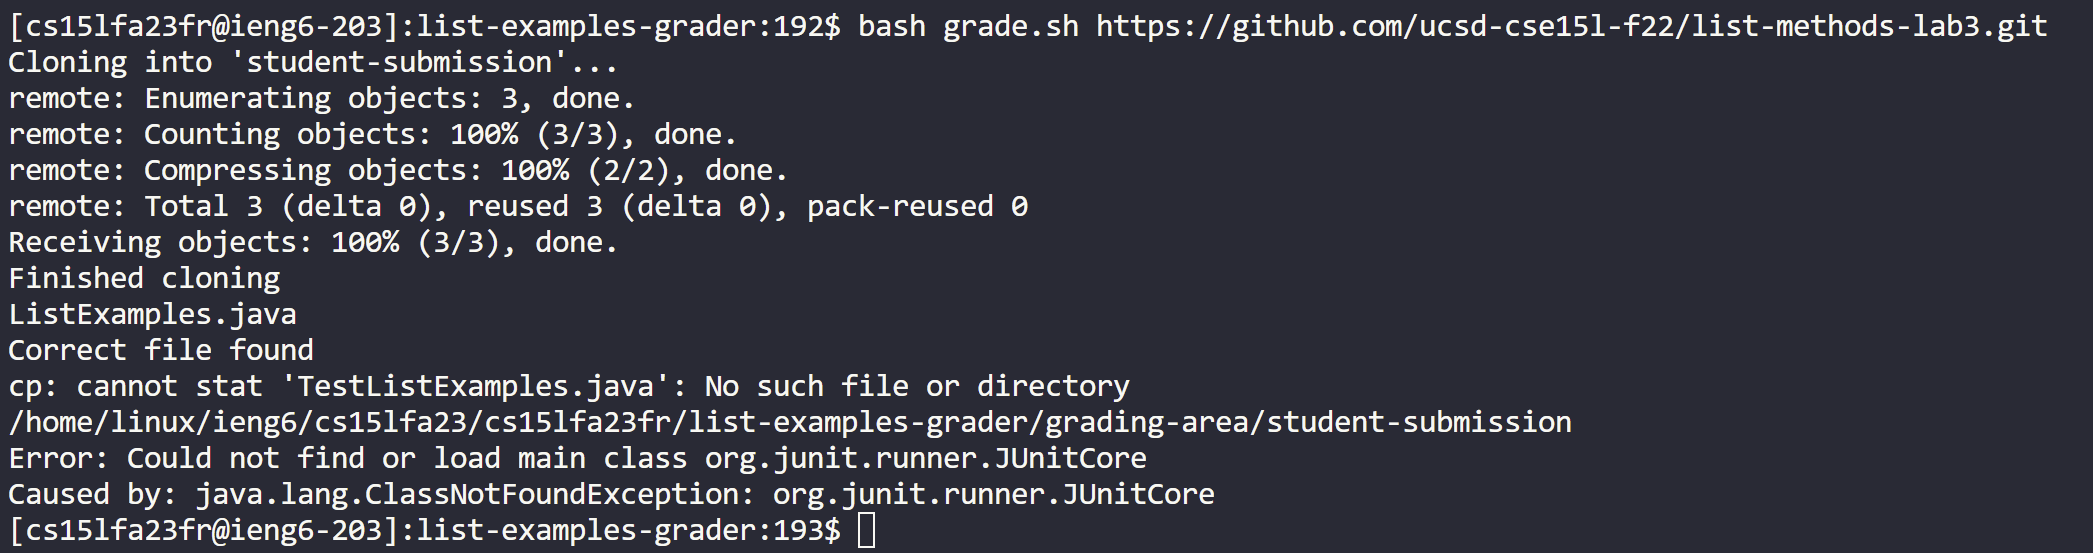 [cs15lfa23fr@ieng6-203]:list-examples-grader:192$ bash grade.sh https://github.com/ucsd-cse15l-f22/list-methods-lab3.git
Cloning into 'student-submission'...
remote: Enumerating objects: 3, done.
remote: Counting objects: 100% (3/3), done.
remote: Compressing objects: 100% (2/2), done.
remote: Total 3 (delta 0), reused 3 (delta 0), pack-reused 0
Receiving objects: 100% (3/3), done.
Finished cloning
ListExamples.java
Correct file found
cp: cannot stat 'TestListExamples.java': No such file or directory
/home/linux/ieng6/cs15lfa23/cs15lfa23fr/list-examples-grader/grading-area/student-submission
Error: Could not find or load main class org.junit.runner.JUnitCore
Caused by: java.lang.ClassNotFoundException: org.junit.runner.JUnitCore
[cs15lfa23fr@ieng6-203]:list-examples-grader:193$